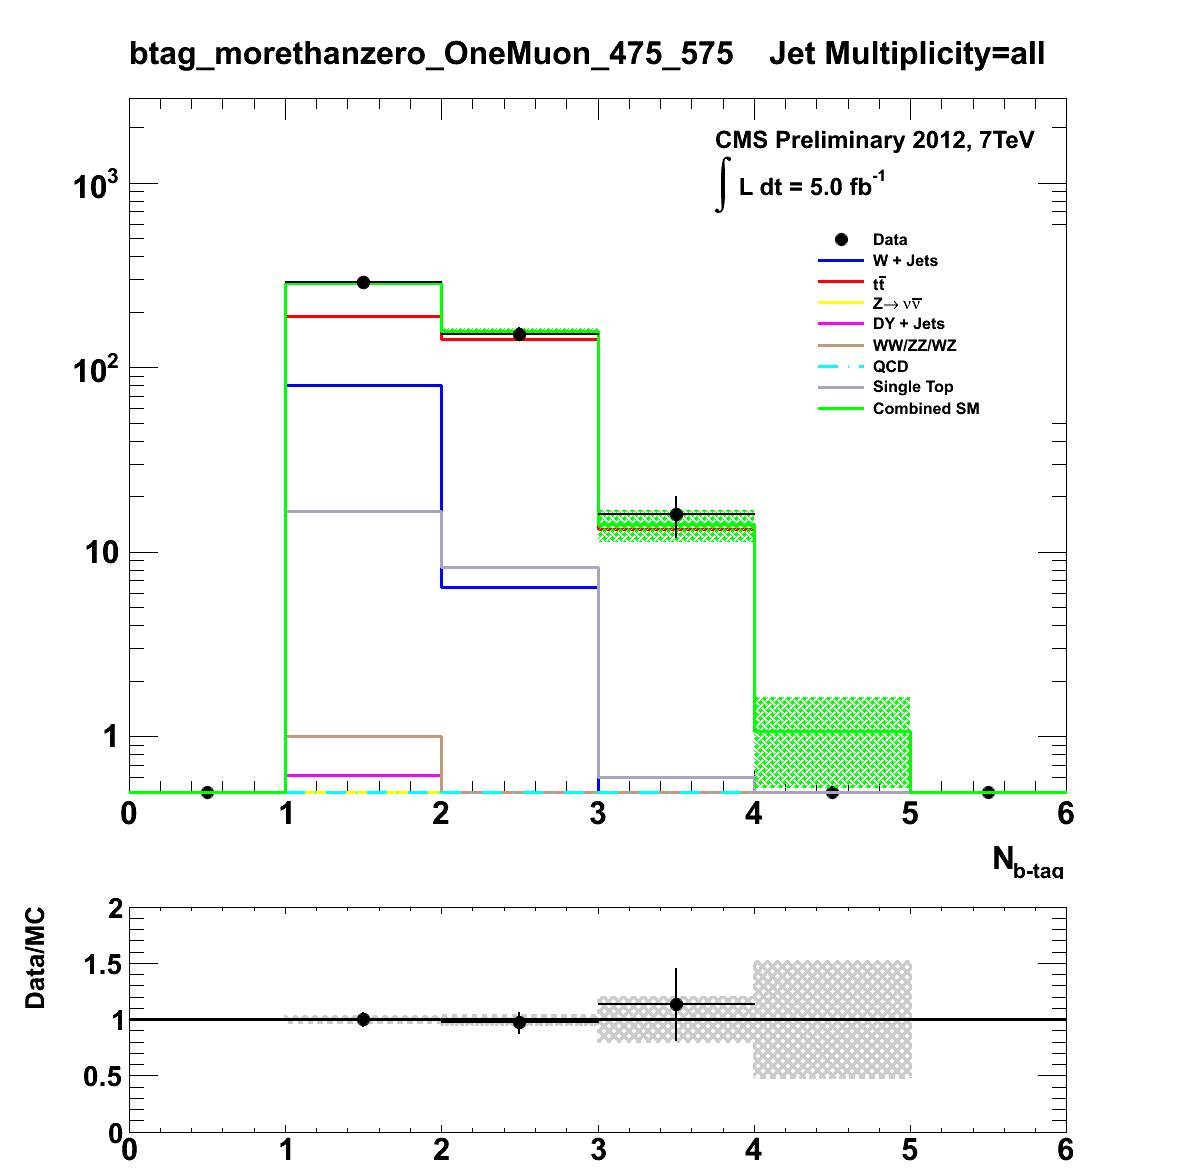 btag_morethanzero_OneMuon_475_575 Jet Multiplicity=all
CMS Preliminary 2012, 7TeV
∫ L dt = 5.0 fb⁻¹
Data
W + Jets
tt̅
Z→ νν̅
DY + Jets
WW/ZZ/WZ
QCD
Single Top
Combined SM
10³
10²
10
1
0 1 2 3 4 5 6
N_b-tag
Data/MC
2
1.5
1
0.5
0
0 1 2 3 4 5 6